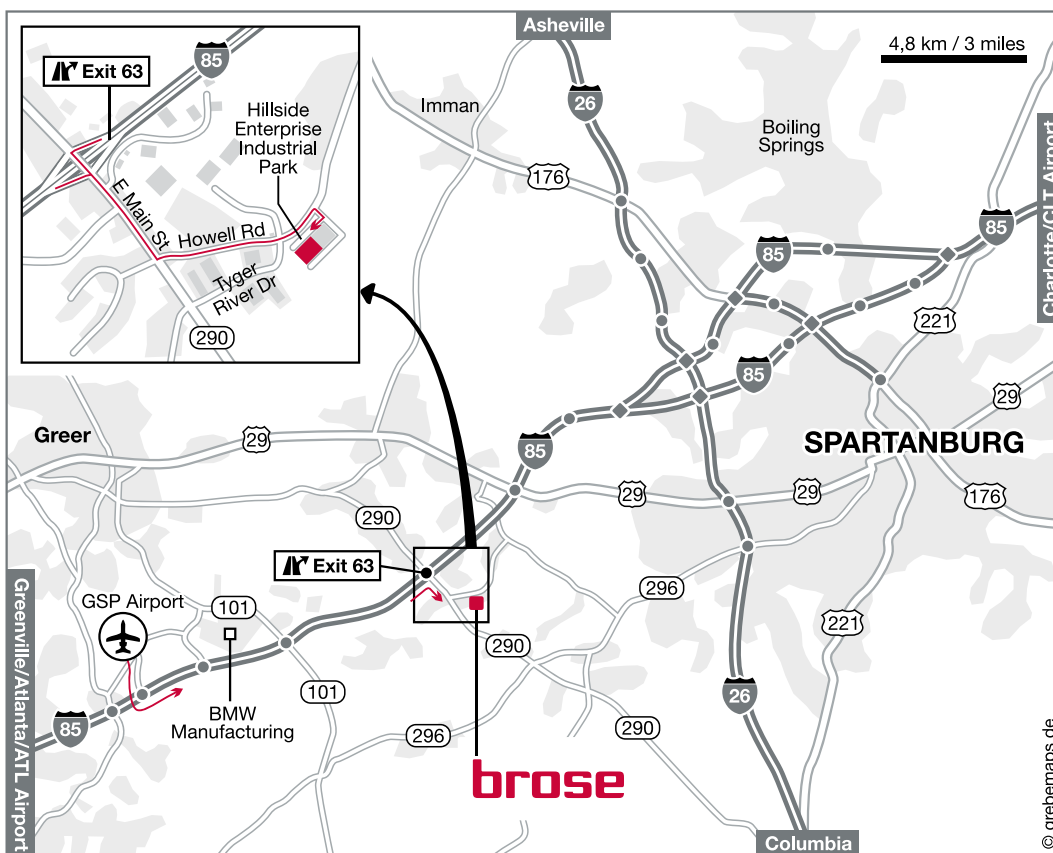 Asheville
4,8 km / 3 miles
85
Exit 63
26
Imman
Hillside
Enterprise
Industrial
Park
Boiling
Springs
Charlotte/CLT Airport
176
E Main St
Howell Rd
85
85
Tyger
River Dr
221
290
85
29
Greer
29
SPARTANBURG
85
29
29
176
290
Exit 63
296
GSP Airport
101
221
290
101
26
85
BMW
Manufacturing
296
290
Greenville/Atlanta/ATL Airport
brose
Columbia
© grebemaps.de